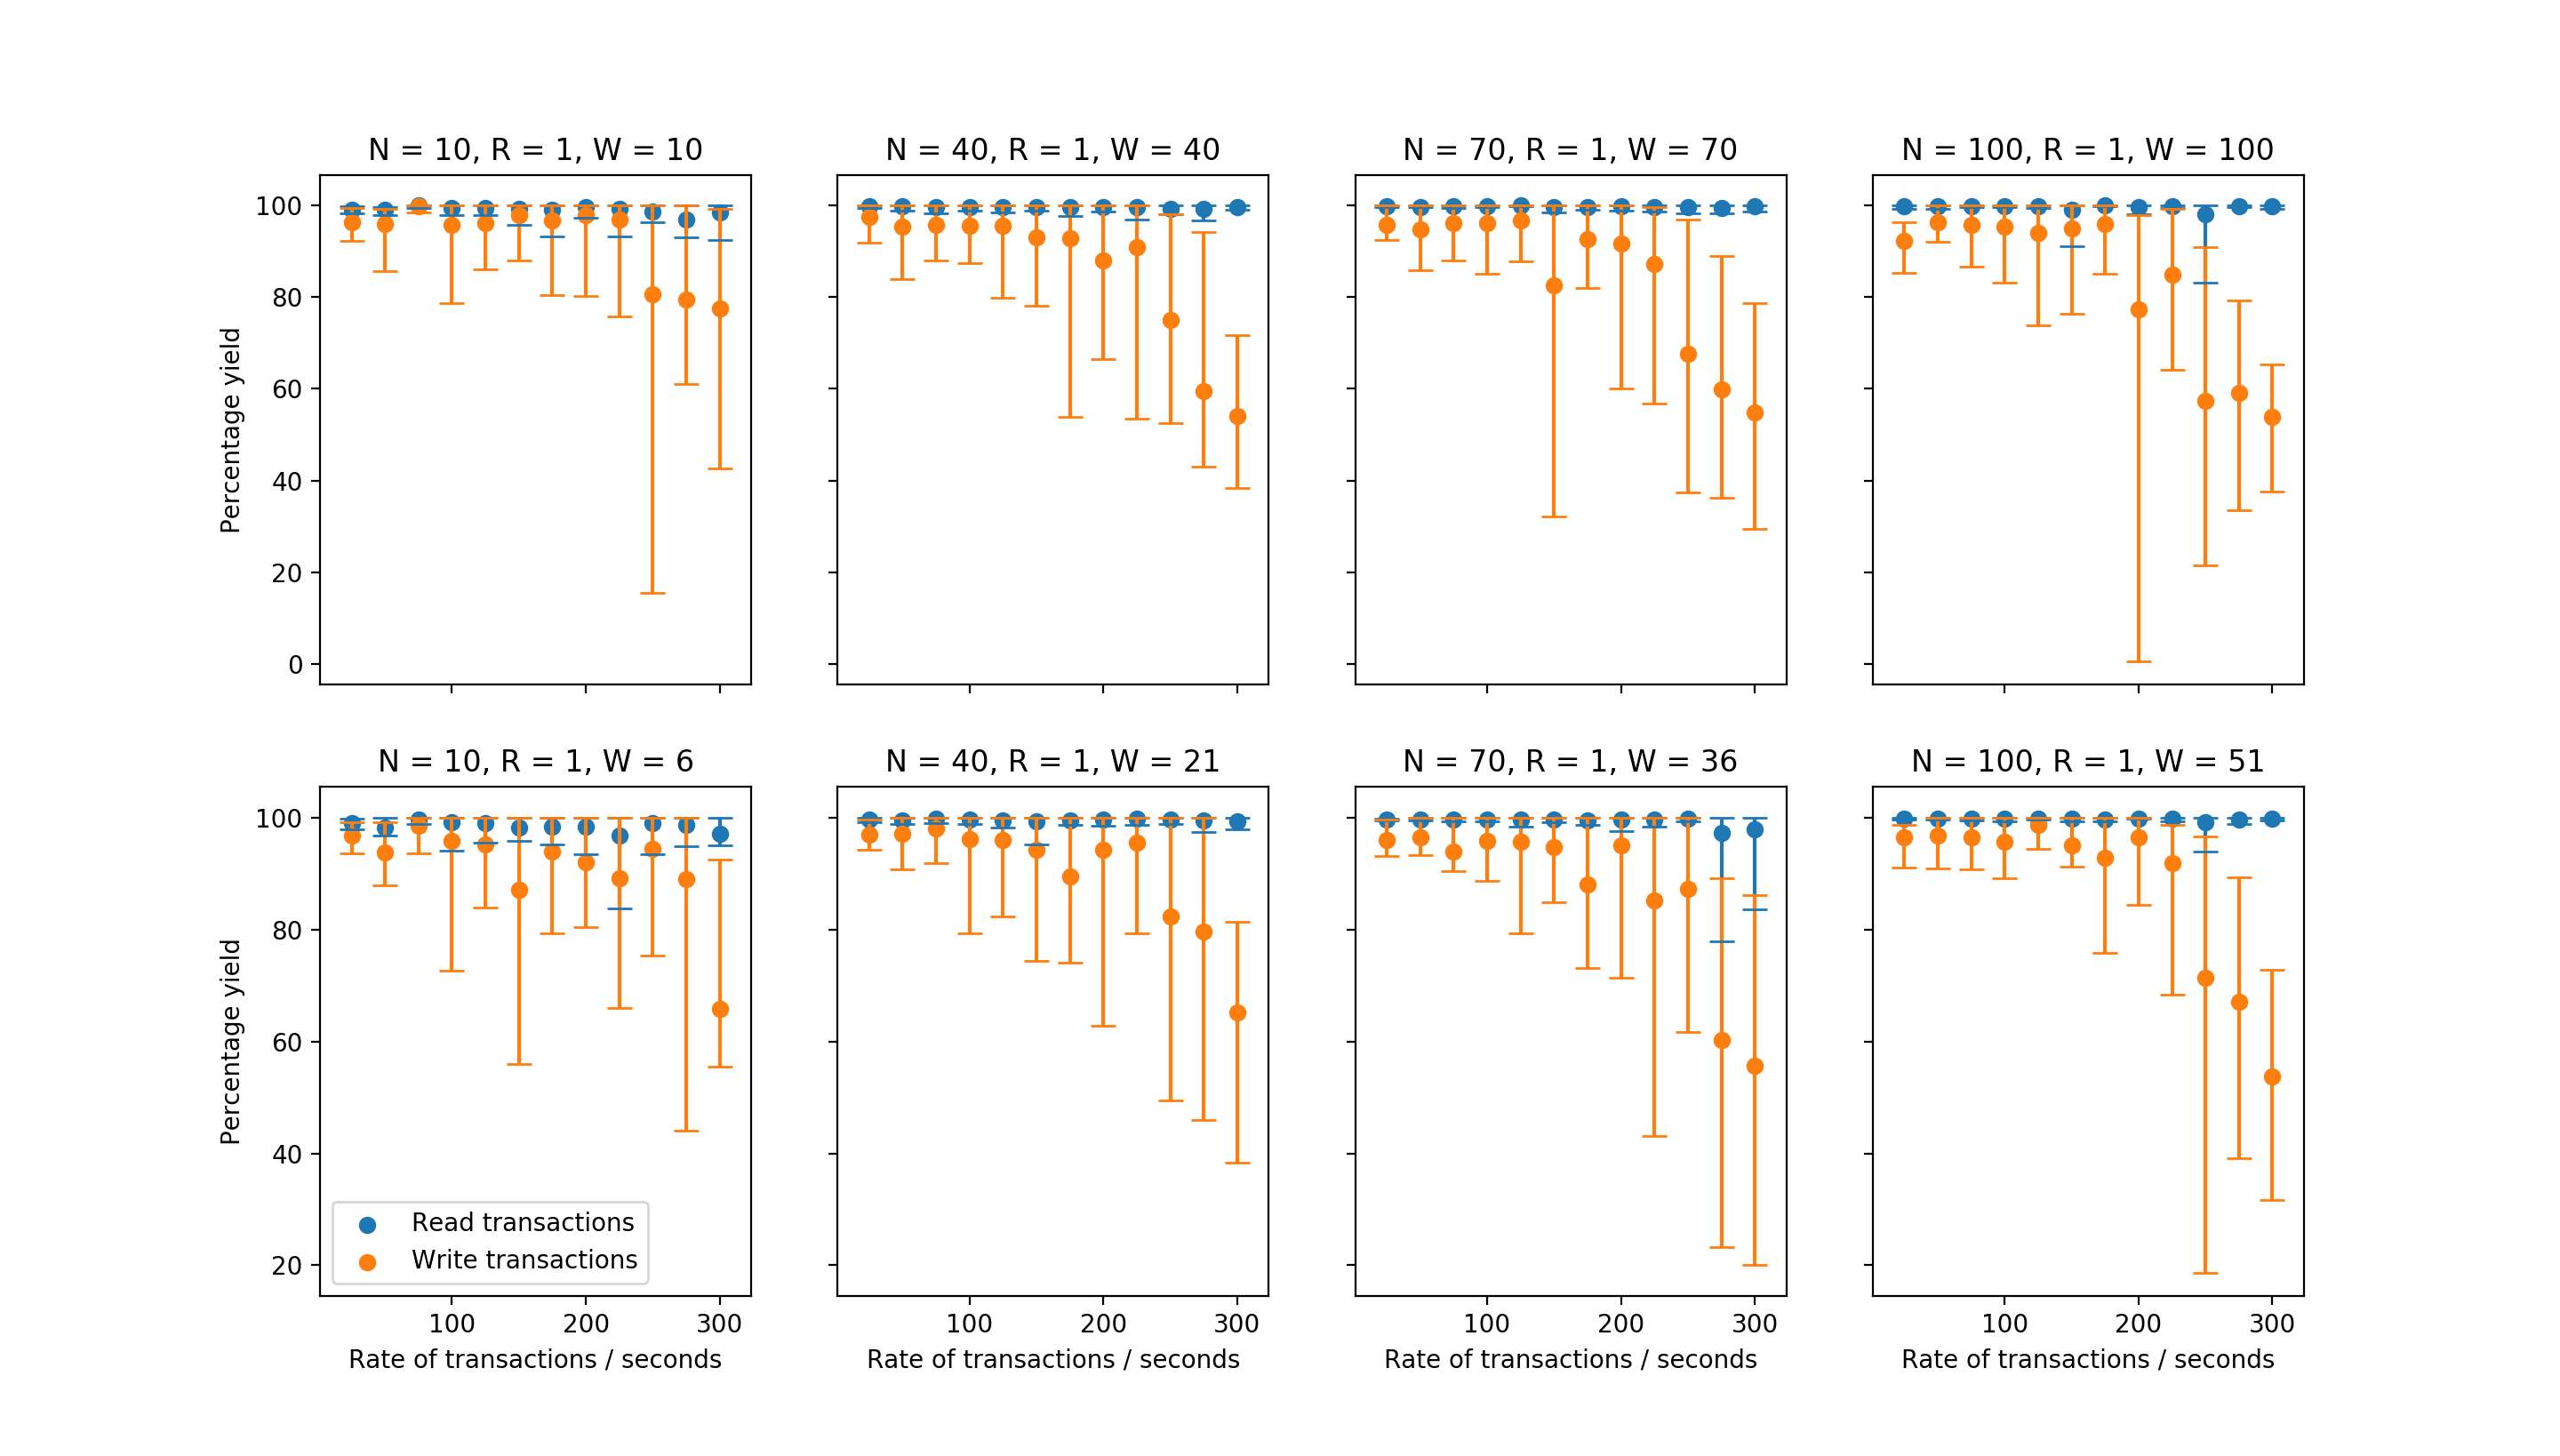 N = 10, R = 1, W = 10
N = 40, R = 1, W = 40
N = 70, R = 1, W = 70
N = 100, R = 1, W = 100
Percentage yield
100
80
60
40
20
0
N = 10, R = 1, W = 6
N = 40, R = 1, W = 21
N = 70, R = 1, W = 36
N = 100, R = 1, W = 51
Percentage yield
100
80
60
40
20
Read transactions
Write transactions
100 200 300
100 200 300
100 200 300
100 200 300
Rate of transactions / seconds
Rate of transactions / seconds
Rate of transactions / seconds
Rate of transactions / seconds